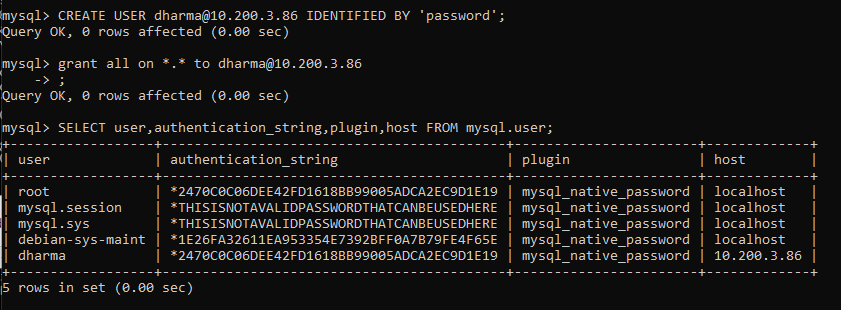 mysql> CREATE USER dharma@10.200.3.86 IDENTIFIED BY 'password';
Query OK, 0 rows affected (0.00 sec)
mysql> grant all on *.* to dharma@10.200.3.86
    -> ;
Query OK, 0 rows affected (0.00 sec)
mysql> SELECT user,authentication_string,plugin,host FROM mysql.user;
+------------------+-------------------------------------------+-----------------------+-------------+
| user             | authentication_string                     | plugin                | host        |
+------------------+-------------------------------------------+-----------------------+-------------+
| root             | *2470C0C06DEE42FD1618BB99005ADCA2EC9D1E19 | mysql_native_password | localhost   |
| mysql.session    | *THISISNOTAVALIDPASSWORDTHATCANBEUSEDHERE | mysql_native_password | localhost   |
| mysql.sys        | *THISISNOTAVALIDPASSWORDTHATCANBEUSEDHERE | mysql_native_password | localhost   |
| debian-sys-maint | *1E26FA32611EA953354E7392BFF0A7B79FE4F65E | mysql_native_password | localhost   |
| dharma           | *2470C0C06DEE42FD1618BB99005ADCA2EC9D1E19 | mysql_native_password | 10.200.3.86 |
+------------------+-------------------------------------------+-----------------------+-------------+
5 rows in set (0.00 sec)